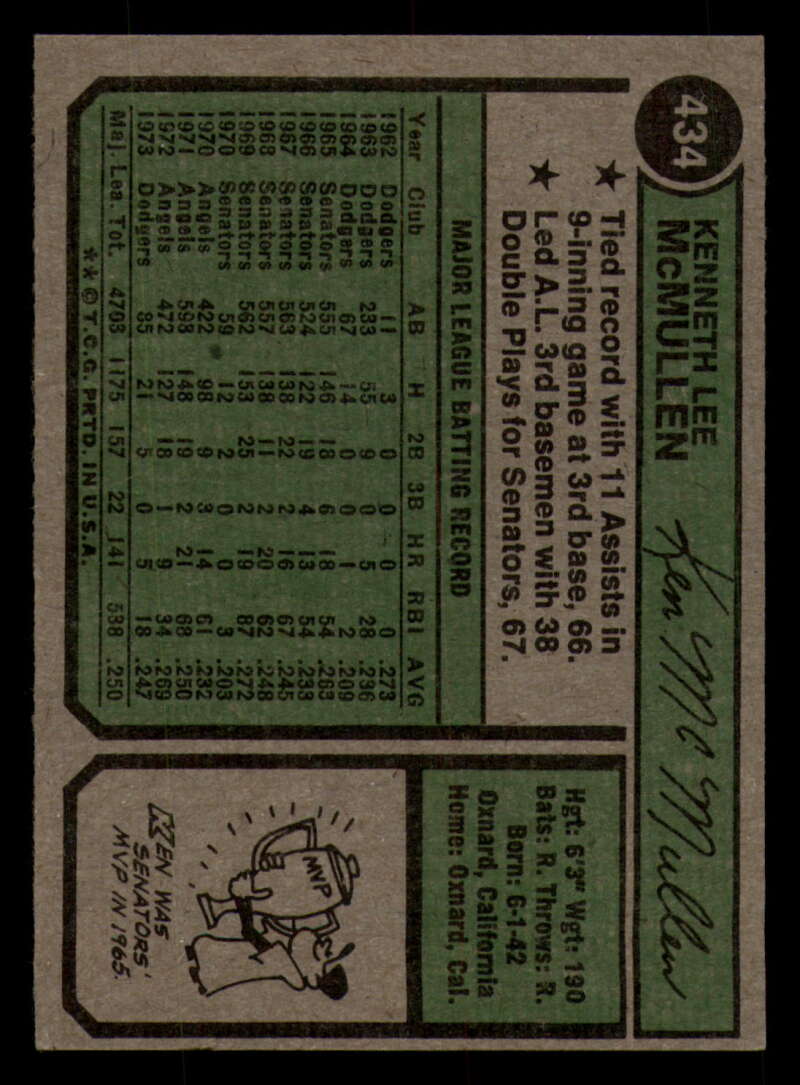 434
KENNETH LEE
McMULLEN
Ken McMullen
★ Tied record with 11 Assists in
9-inning game at 3rd base, 66.
★ Led A.L. 3rd basemen with 38
Double Plays for Senators, 67.
MAJOR LEAGUE BATTING RECORD
Year Club AB H 2B 3B HR RBI AVG
1962 Dodgers 11 3 0 0 0 0 .273
1963 Dodgers 233 55 9 0 5 28 .236
1964 Dodgers 67 14 0 0 1 2 .209
1965 Senators 555 146 18 6 18 54 .263
1966 Senators 524 122 19 4 13 54 .233
1967 Senators 563 138 22 2 16 67 .245
1968 Senators 557 138 11 2 20 62 .248
1969 Senators 562 153 25 2 19 87 .272
1970 Senators 59 12 2 0 0 3 .203
1970 Angels 422 98 9 3 14 61 .232
1971 Angels 593 148 19 2 21 68 .250
1972 Angels 472 127 18 1 9 34 .269
1973 Dodgers 85 21 5 0 5 18 .247
Maj. Lea. Tot. 4703 1175 157 22 141 538 .250
**©T.C.G. PRTD. IN U.S.A.
Hgt: 6'3" Wgt: 190
Bats: R. Throws: R.
Born: 6-1-42
Oxnard, California
Home: Oxnard, Cal.
MVP
KEN WAS
SENATORS'
MVP IN 1965.